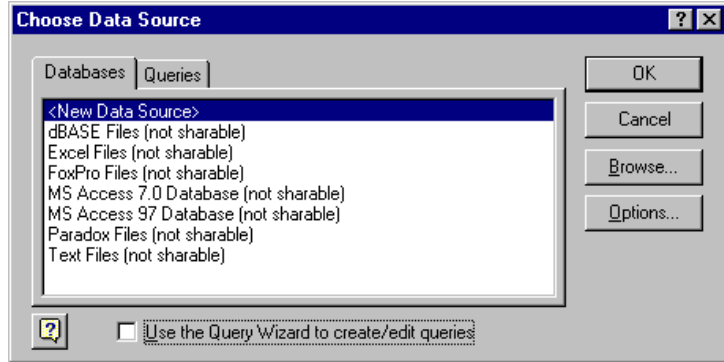 Choose Data Source
Databases Queries
<New Data Source>
dBASE Files (not sharable)
Excel Files (not sharable)
FoxPro Files (not sharable)
MS Access 7.0 Database (not sharable)
MS Access 97 Database (not sharable)
Paradox Files (not sharable)
Text Files (not sharable)
OK
Cancel
Browse...
Options...
Use the Query Wizard to create/edit queries